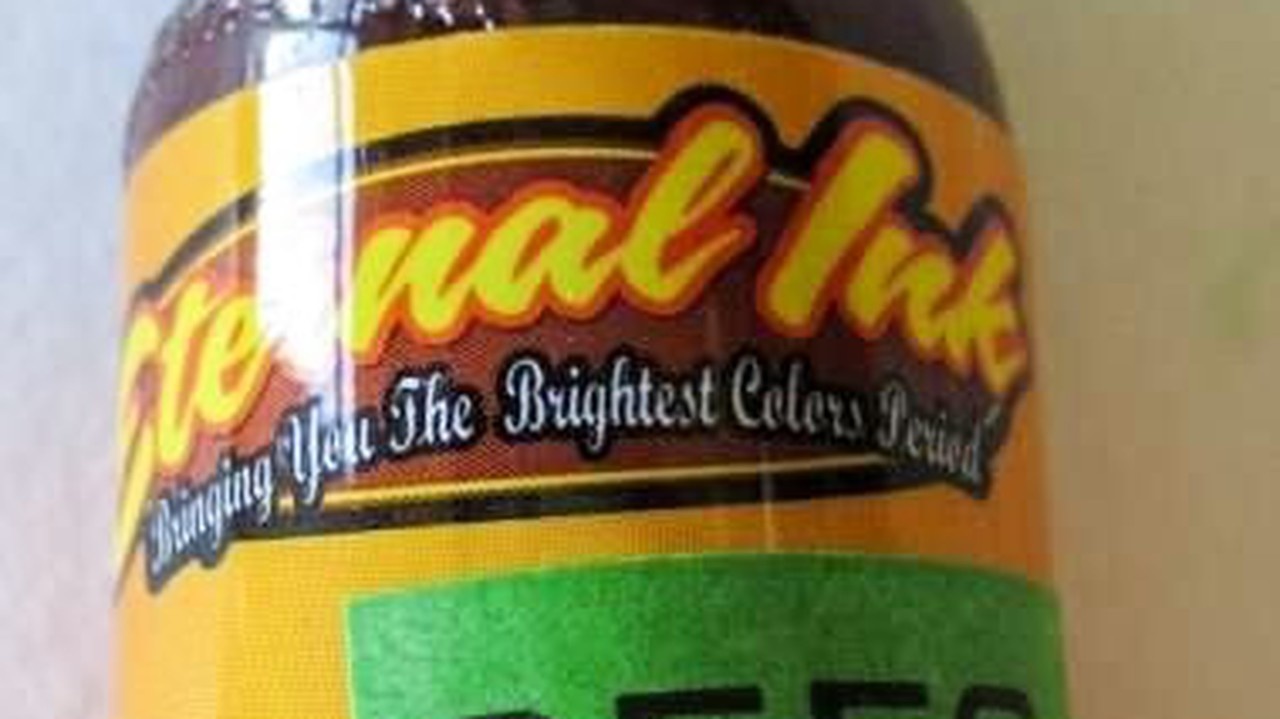 Eternal Ink
Bringing You The Brightest Colors Period